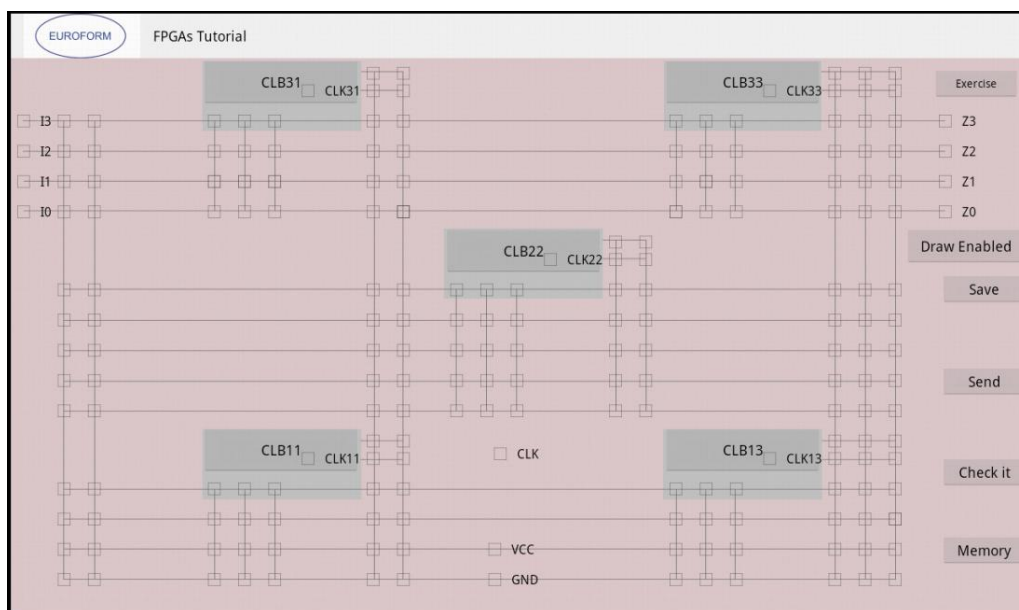 EUROFORM FPGAs Tutorial
CLB31 CLK31 CLB33 CLK33 Exercise
I3 Z3
I2 Z2
I1 Z1
I0 Z0
CLB22 CLK22 Draw Enabled
Save
Send
CLB11 CLK11 CLK CLB13 CLK13
Check it
VCC Memory
GND